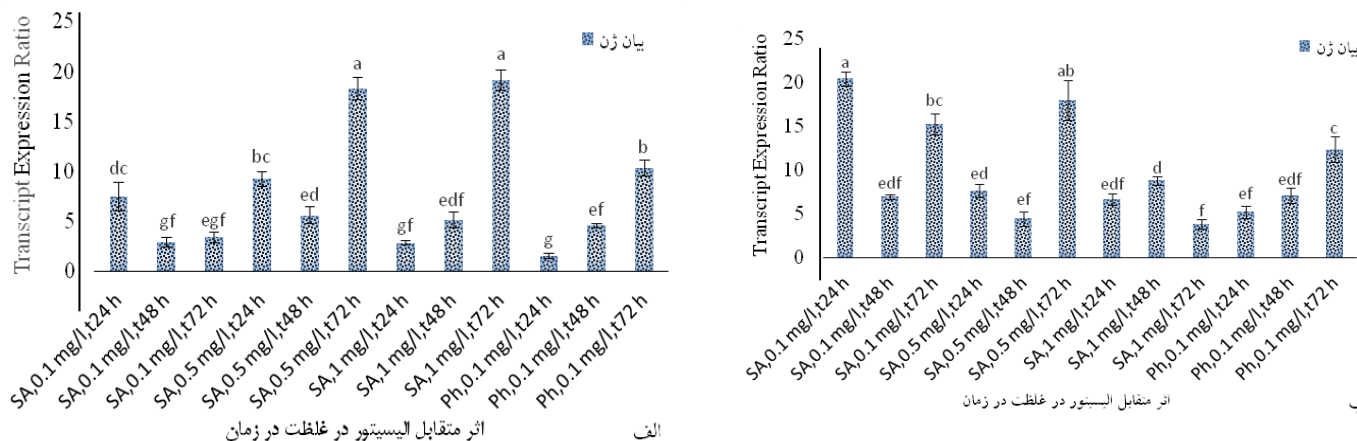 Transcript Expression Ratio
25
20
15
10
5
0
بیان ژن
dc
gf
egf
bc
ed
a
gf
edf
a
g
ef
b
SA,0.1 mg/l,t24 h
SA,0.1 mg/l,t48 h
SA,0.1 mg/l,t72 h
SA,0.5 mg/l,t24 h
SA,0.5 mg/l,t48 h
SA,0.5 mg/l,t72 h
SA,1 mg/l,t24 h
SA,1 mg/l,t48 h
SA,1 mg/l,t72 h
Ph,0.1 mg/l,t24 h
Ph,0.1 mg/l,t48 h
Ph,0.1 mg/l,t72 h
اثر متقابل الیسیتور در غلظت در زمان
الف
Transcript Expression Ratio
25
20
15
10
5
0
بیان ژن
a
edf
bc
ed
ef
ab
edf
d
f
ef
edf
c
SA,0.1 mg/l,t24 h
SA,0.1 mg/l,t48 h
SA,0.1 mg/l,t72 h
SA,0.5 mg/l,t24 h
SA,0.5 mg/l,t48 h
SA,0.5 mg/l,t72 h
SA,1 mg/l,t24 h
SA,1 mg/l,t48 h
SA,1 mg/l,t72 h
Ph,0.1 mg/l,t24 h
Ph,0.1 mg/l,t48 h
Ph,0.1 mg/l,t72 h
اثر متقابل الیسیتور در غلظت در زمان